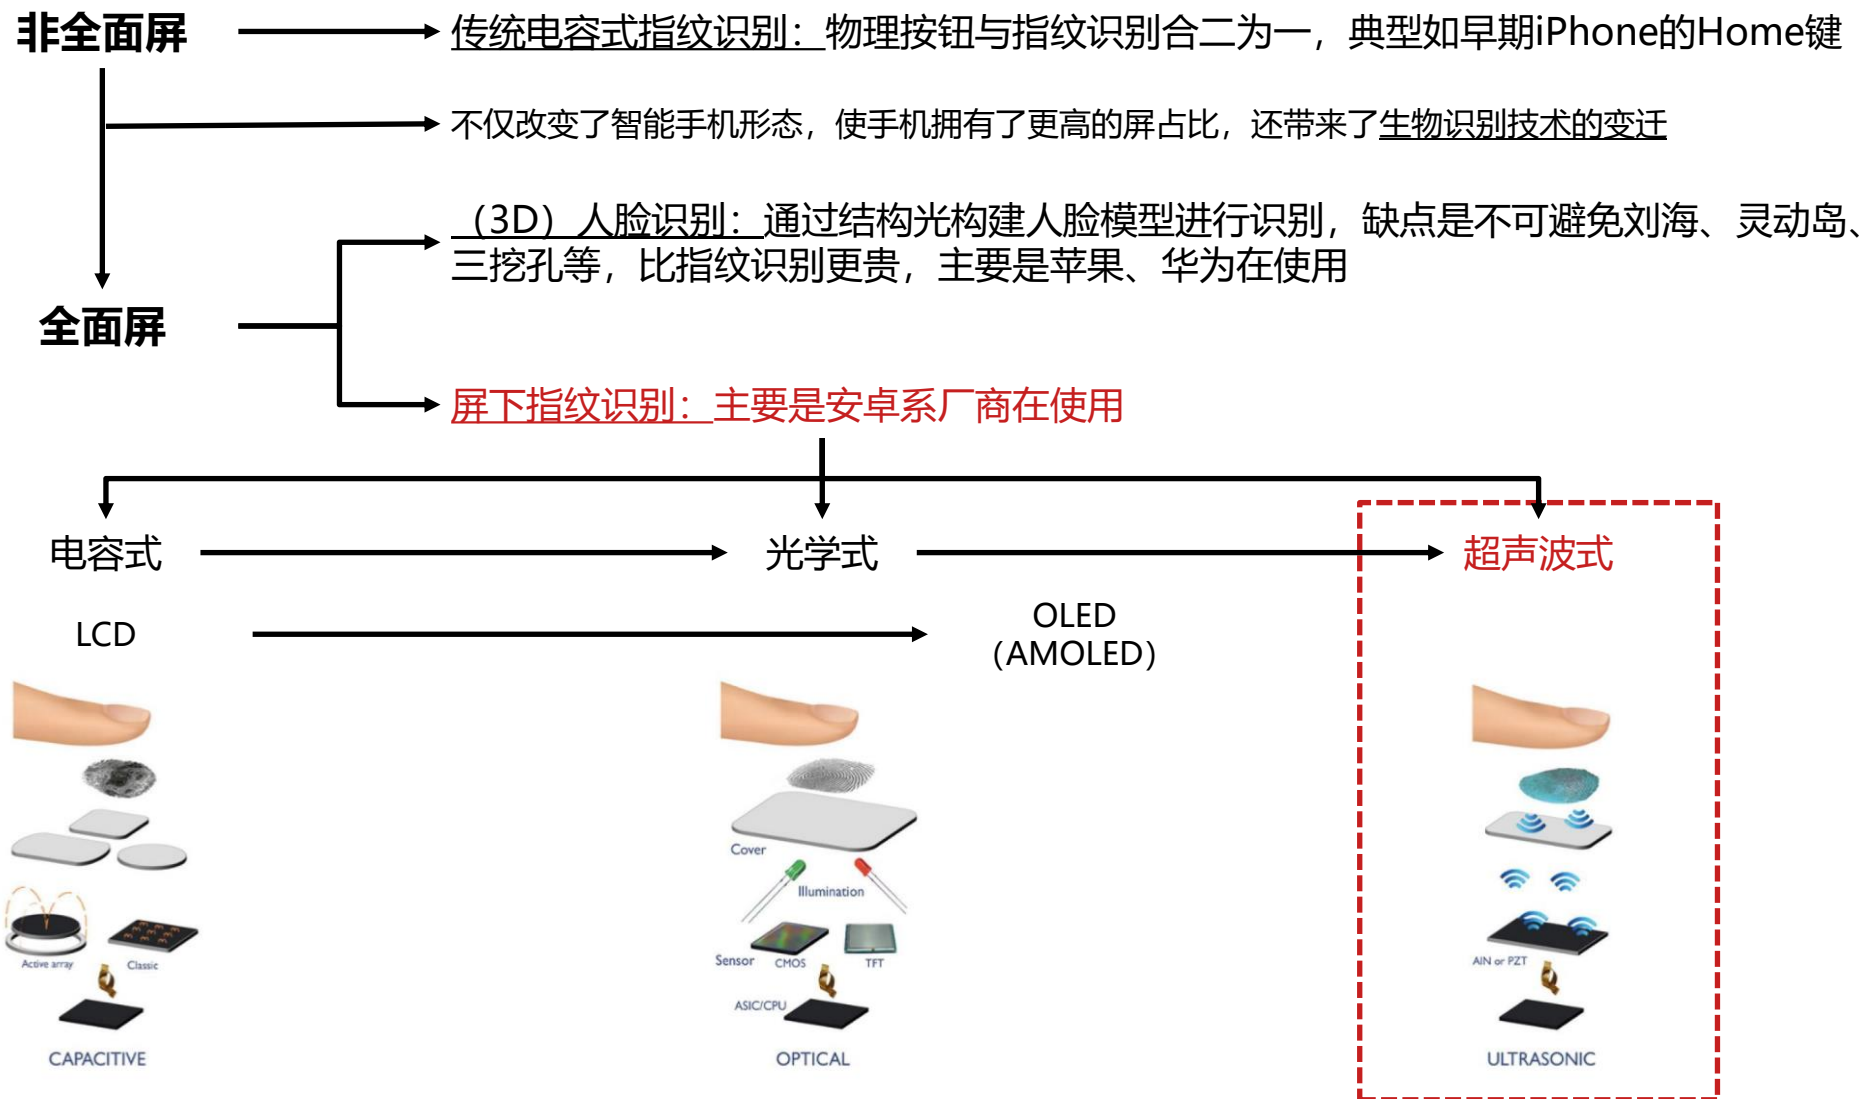 非全面屏
传统电容式指纹识别：物理按钮与指纹识别合二为一，典型如早期iPhone的Home键
不仅改变了智能手机形态，使手机拥有了更高的屏占比，还带来了生物识别技术的变迁
（3D）人脸识别：通过结构光构建人脸模型进行识别，缺点是不可避免刘海、灵动岛、
三挖孔等，比指纹识别更贵，主要是苹果、华为在使用
全面屏
屏下指纹识别：主要是安卓系厂商在使用
电容式
光学式
超声波式
LCD
OLED
（AMOLED）
Cover
Illumination
Active array
Classic
Sensor
CMOS
TFT
AlN or PZT
ASIC/CPU
CAPACITIVE
OPTICAL
ULTRASONIC